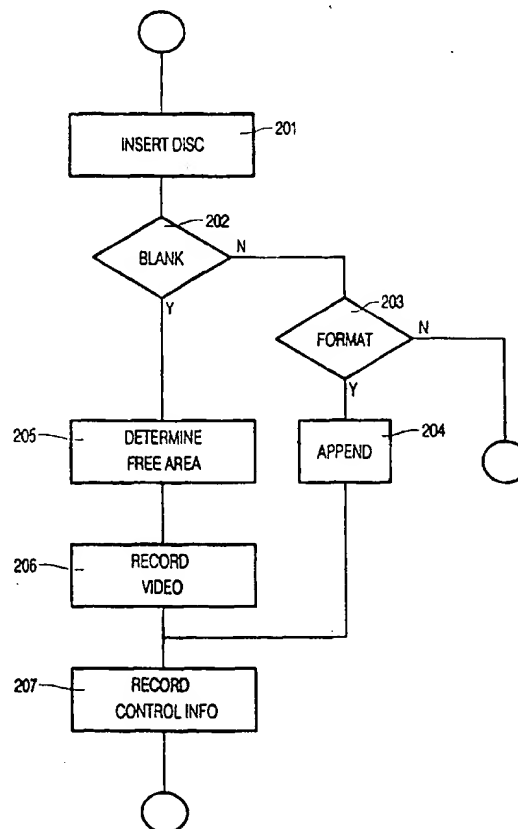 INSERT DISC
201
BLANK
202
N
Y
FORMAT
203
N
Y
205
DETERMINE
FREE AREA
APPEND
204
206
RECORD
VIDEO
207
RECORD
CONTROL INFO